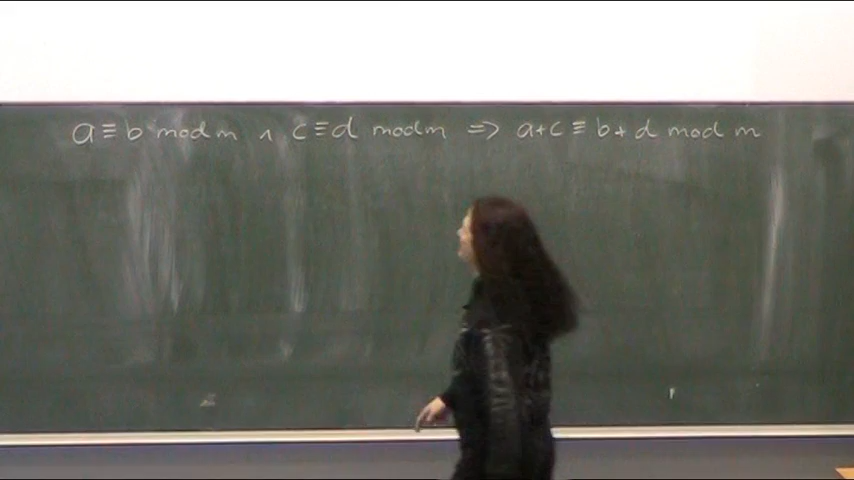 a ≡ b mod m ∧ c ≡ d mod m => a+c ≡ b+d mod m